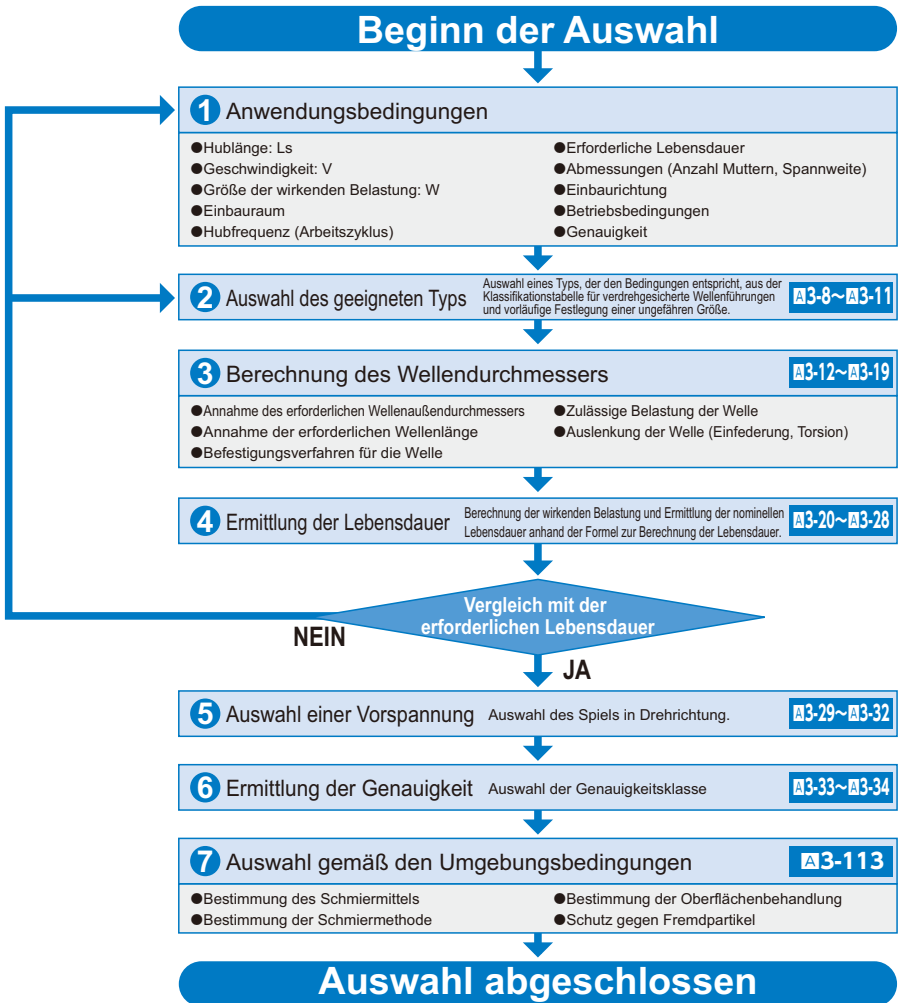 Beginn der Auswahl
1 Anwendungsbedingungen
●Hublänge: Ls
●Geschwindigkeit: V
●Größe der wirkenden Belastung: W
●Einbauraum
●Hubfrequenz (Arbeitszyklus)
●Erforderliche Lebensdauer
●Abmessungen (Anzahl Muttern, Spannweite)
●Einbaurichtung
●Betriebsbedingungen
●Genauigkeit
2 Auswahl des geeigneten Typs
Auswahl eines Typs, der den Bedingungen entspricht, aus der
Klassifikationstabelle für verdrehgesicherte Wellenführungen
und vorläufige Festlegung einer ungefähren Größe.
A3-8~A3-11
3 Berechnung des Wellendurchmessers
A3-12~A3-19
●Annahme des erforderlichen Wellenaußendurchmessers
●Annahme der erforderlichen Wellenlänge
●Befestigungsverfahren für die Welle
●Zulässige Belastung der Welle
●Auslenkung der Welle (Einfederung, Torsion)
4 Ermittlung der Lebensdauer
Berechnung der wirkenden Belastung und Ermittlung der nominellen
Lebensdauer anhand der Formel zur Berechnung der Lebensdauer.
A3-20~A3-28
Vergleich mit der
erforderlichen Lebensdauer
NEIN
JA
5 Auswahl einer Vorspannung
Auswahl des Spiels in Drehrichtung.
A3-29~A3-32
6 Ermittlung der Genauigkeit
Auswahl der Genauigkeitsklasse
A3-33~A3-34
7 Auswahl gemäß den Umgebungsbedingungen
A3-113
●Bestimmung des Schmiermittels
●Bestimmung der Schmiermethode
●Bestimmung der Oberflächenbehandlung
●Schutz gegen Fremdpartikel
Auswahl abgeschlossen